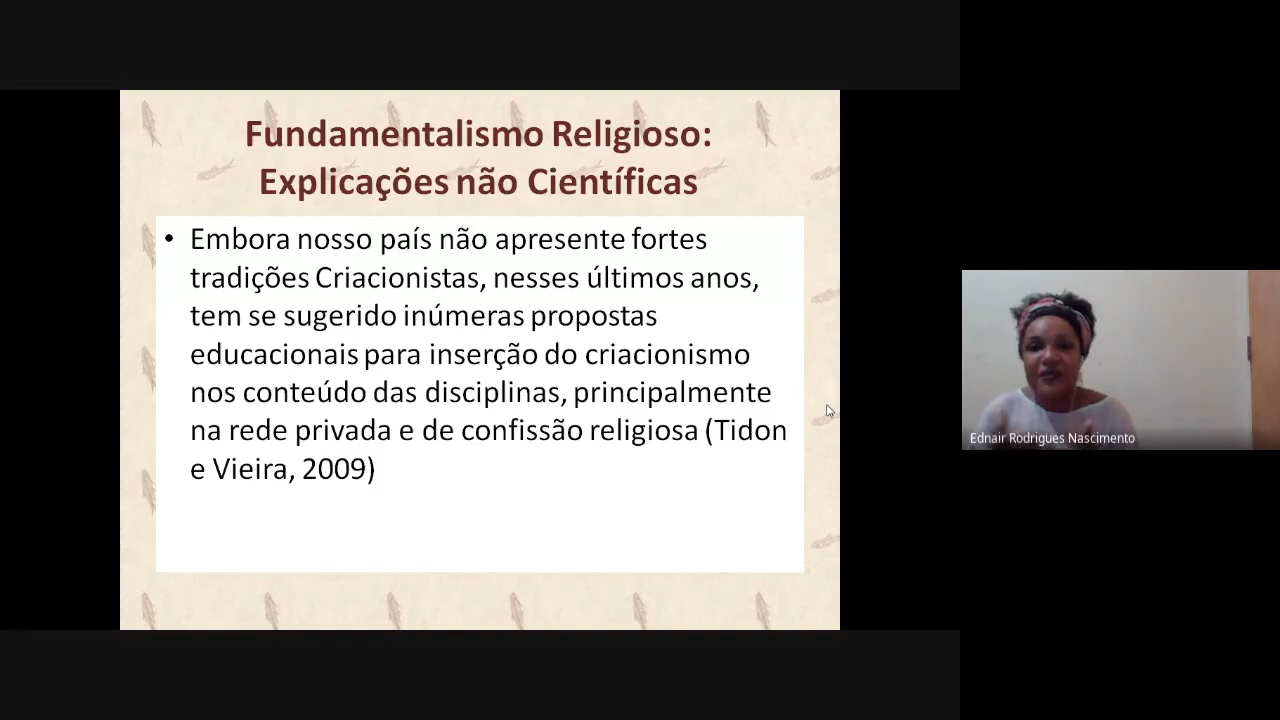 Fundamentalismo Religioso:
Explicações não Científicas
• Embora nosso país não apresente fortes
tradições Criacionistas, nesses últimos anos,
tem se sugerido inúmeras propostas
educacionais para inserção do criacionismo
nos conteúdo das disciplinas, principalmente
na rede privada e de confissão religiosa (Tidon
e Vieira, 2009)
Ednair Rodrigues Nascimento